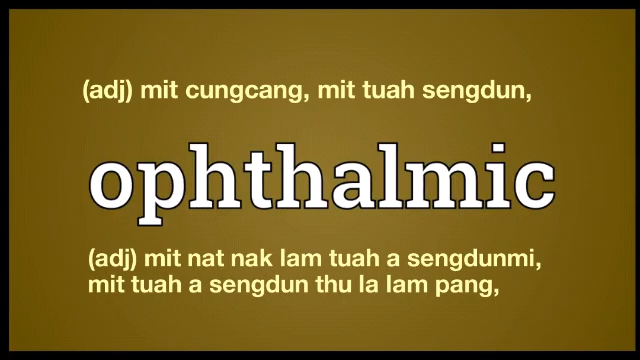 (adj) mit cungcang, mit tuah sengdun,
ophthalmic
(adj) mit nat nak lam tuah a sengdunmi,
mit tuah a sengdun thu la lam pang,